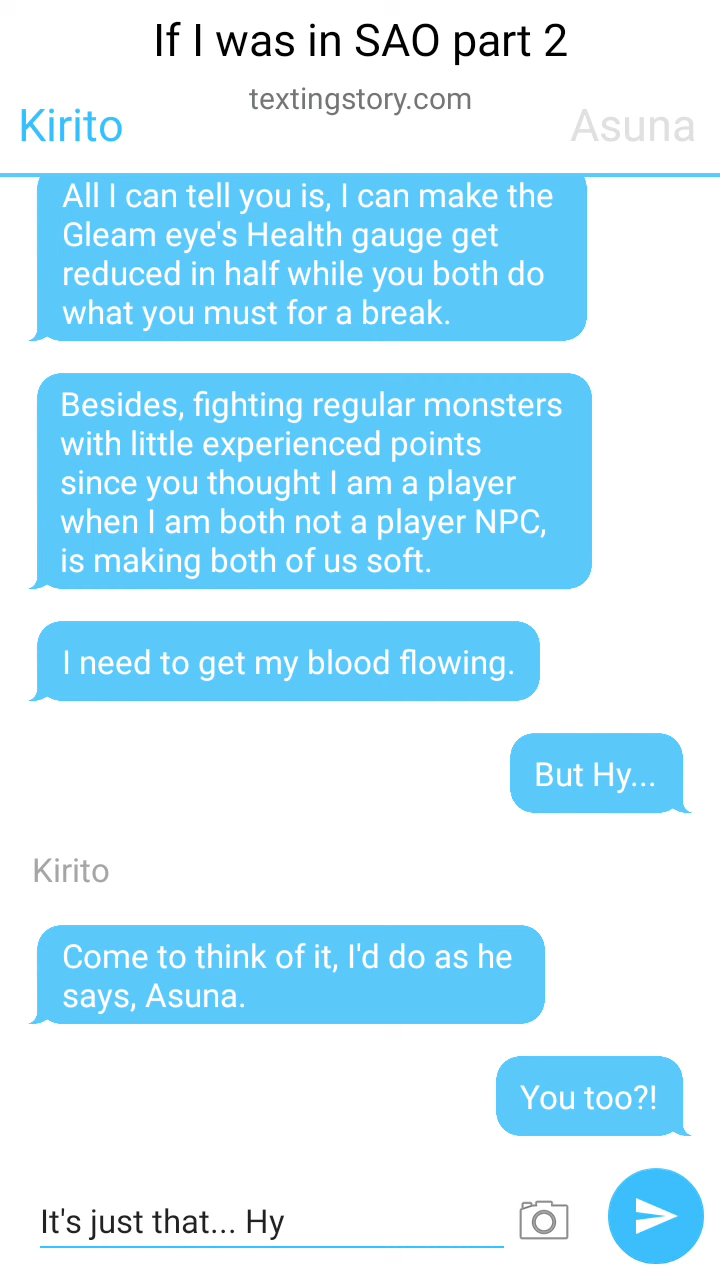 If I was in SAO part 2
textingstory.com
Kirito
Asuna
All I can tell you is, I can make the
Gleam eye's Health gauge get
reduced in half while you both do
what you must for a break.
Besides, fighting regular monsters
with little experienced points
since you thought I am a player
when I am both not a player NPC,
is making both of us soft.
I need to get my blood flowing.
But Hy...
Kirito
Come to think of it, I'd do as he
says, Asuna.
You too?!
It's just that... Hy